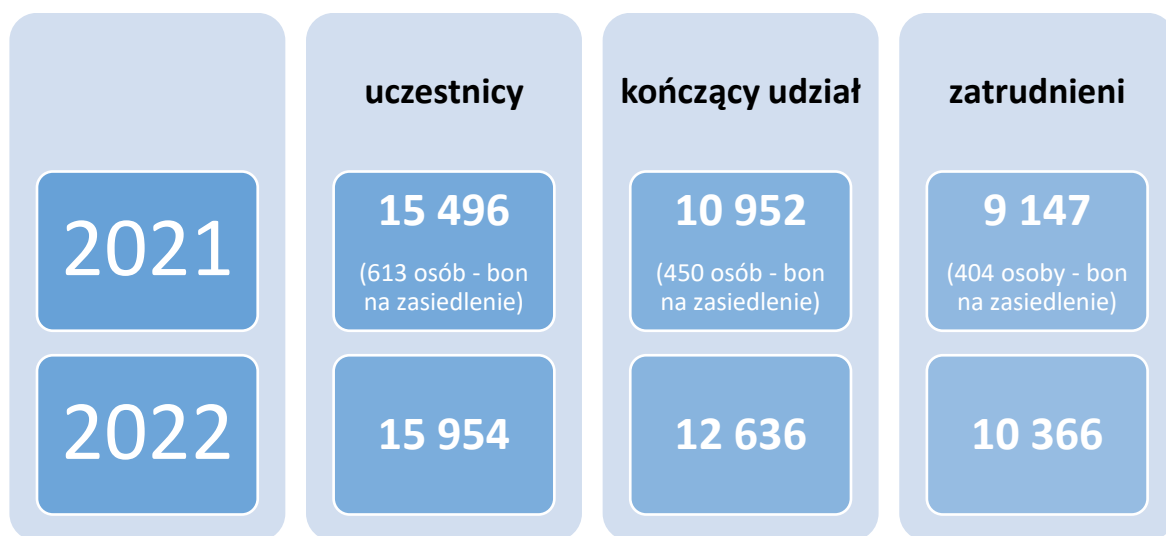 uczestnicy
kończący udział
zatrudnieni
2021
15 496
(613 osób - bon
na zasiedlenie)
10 952
(450 osób - bon
na zasiedlenie)
9 147
(404 osoby - bon
na zasiedlenie)
2022
15 954
12 636
10 366